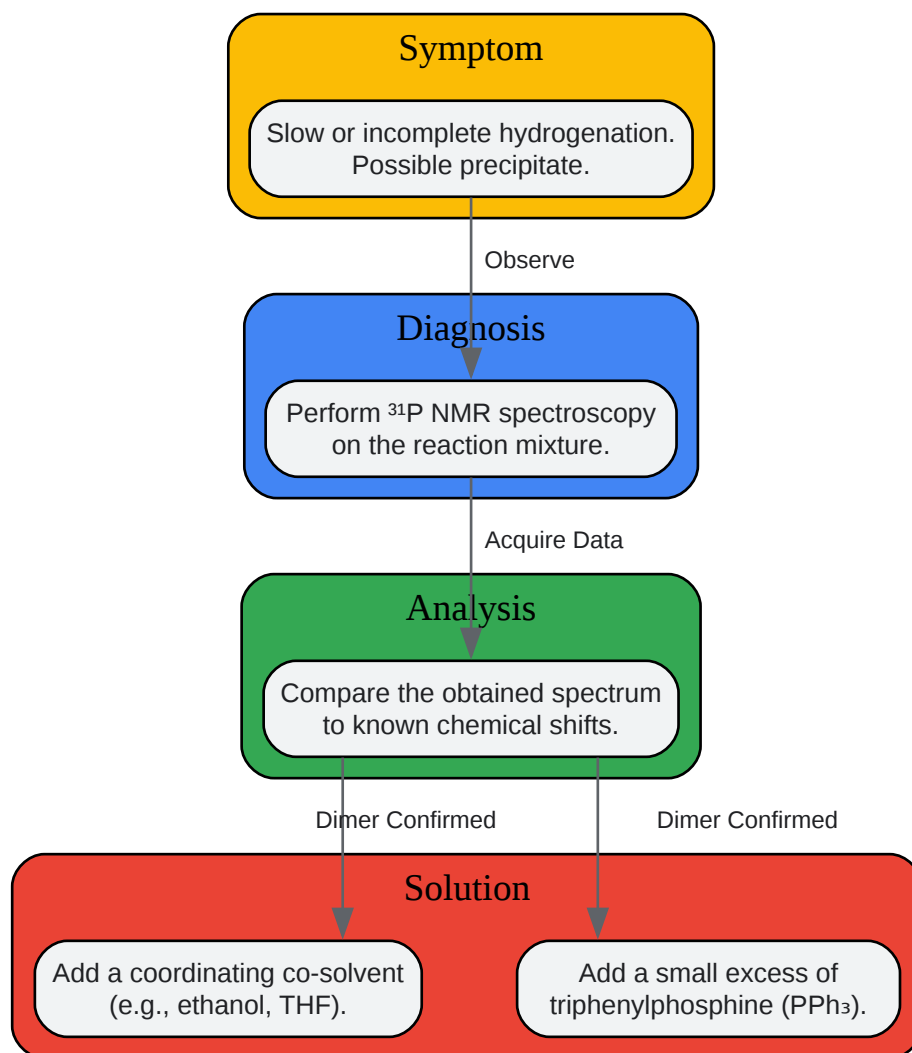 Symptom
Slow or incomplete hydrogenation.
Possible precipitate.
Observe
Diagnosis
Perform ³¹P NMR spectroscopy
on the reaction mixture.
Acquire Data
Analysis
Compare the obtained spectrum
to known chemical shifts.
Dimer Confirmed
Dimer Confirmed
Solution
Add a coordinating co-solvent
(e.g., ethanol, THF).
Add a small excess of
triphenylphosphine (PPh₃).